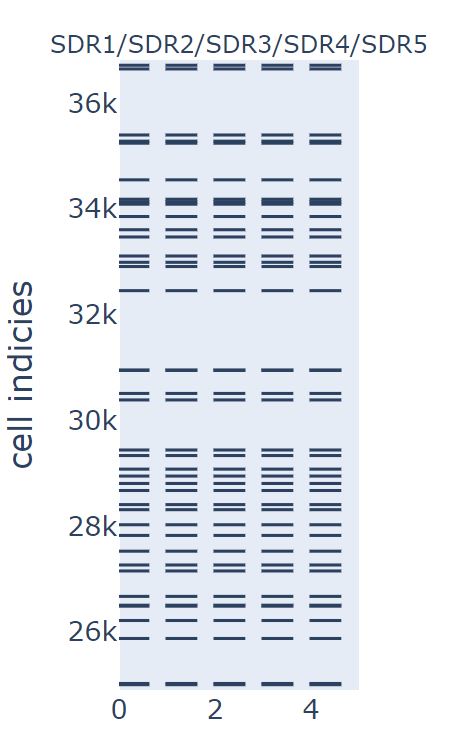 SDR1/SDR2/SDR3/SDR4/SDR5
36k
34k
32k
cell indicies
30k
28k
26k
0 2 4